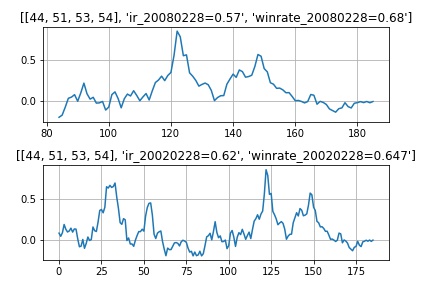 [[44, 51, 53, 54], 'ir_20080228=0.57', 'winrate_20080228=0.68']
0.5
0.0
80 100 120 140 160 180
[[44, 51, 53, 54], 'ir_20020228=0.62', 'winrate_20020228=0.647']
0.5
0.0
0 25 50 75 100 125 150 175